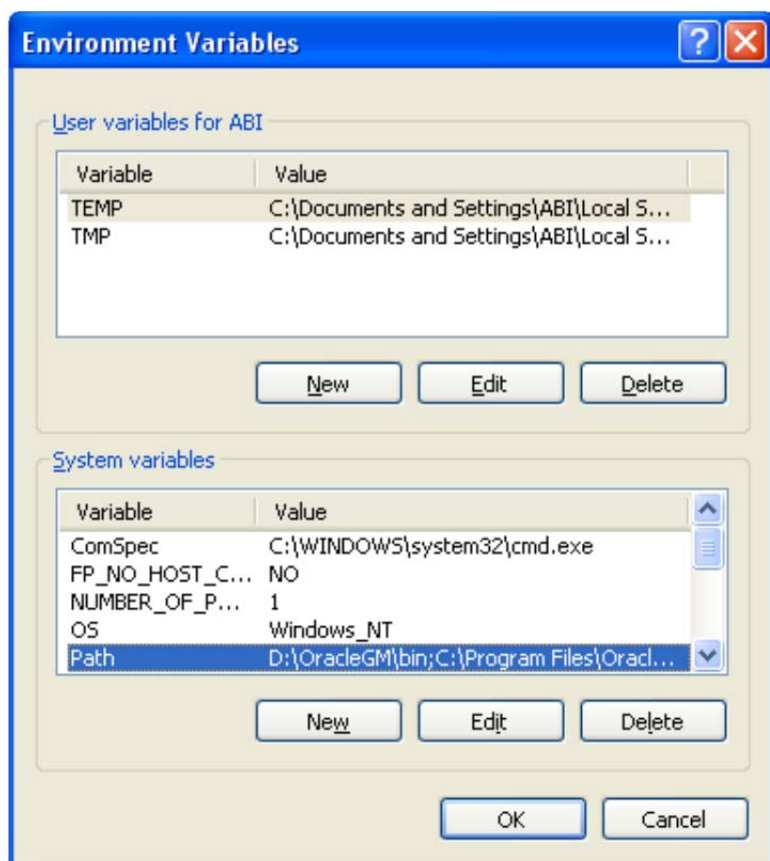 Environment Variables
User variables for ABI
Variable Value
TEMP C:\Documents and Settings\ABI\Local S...
TMP C:\Documents and Settings\ABI\Local S...
New Edit Delete
System variables
Variable Value
ComSpec C:\WINDOWS\system32\cmd.exe
FP_NO_HOST_C... NO
NUMBER_OF_P... 1
OS Windows_NT
Path D:\OracleGM\bin;C:\Program Files\Oracl...
New Edit Delete
OK Cancel